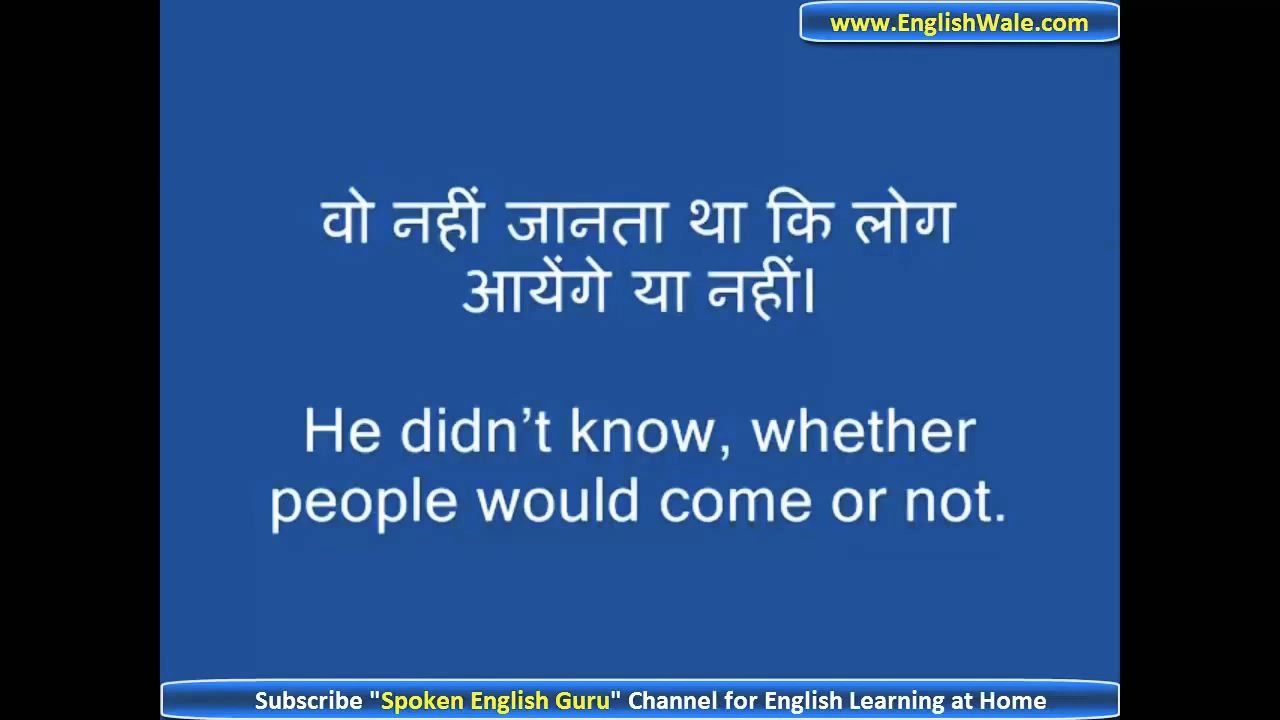 www.EnglishWale.com
वो नहीं जानता था कि लोग
आयेंगे या नहीं।
He didn’t know, whether
people would come or not.
Subscribe "Spoken English Guru" Channel for English Learning at Home